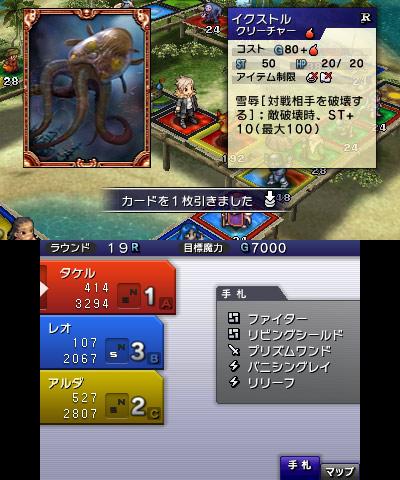 イクストル
R
クリーチャー
コスト G80+
ST 50 HP 20/ 20
アイテム制限
雪辱[対戦相手を破壊す
る]:敵破壊時、ST+
10(最大100)
24
28
24
192
28
18
カードを1枚引きました
ラウンド 19R 目標魔力 G7000
タケル
414
3294
N
S
1A
レオ
107
2067
S
3B
アルダ
527
2807
N
2C
手札
ファイター
リビングシールド
プリズムワンド
バニシングレイ
リリーフ
手札
マップ